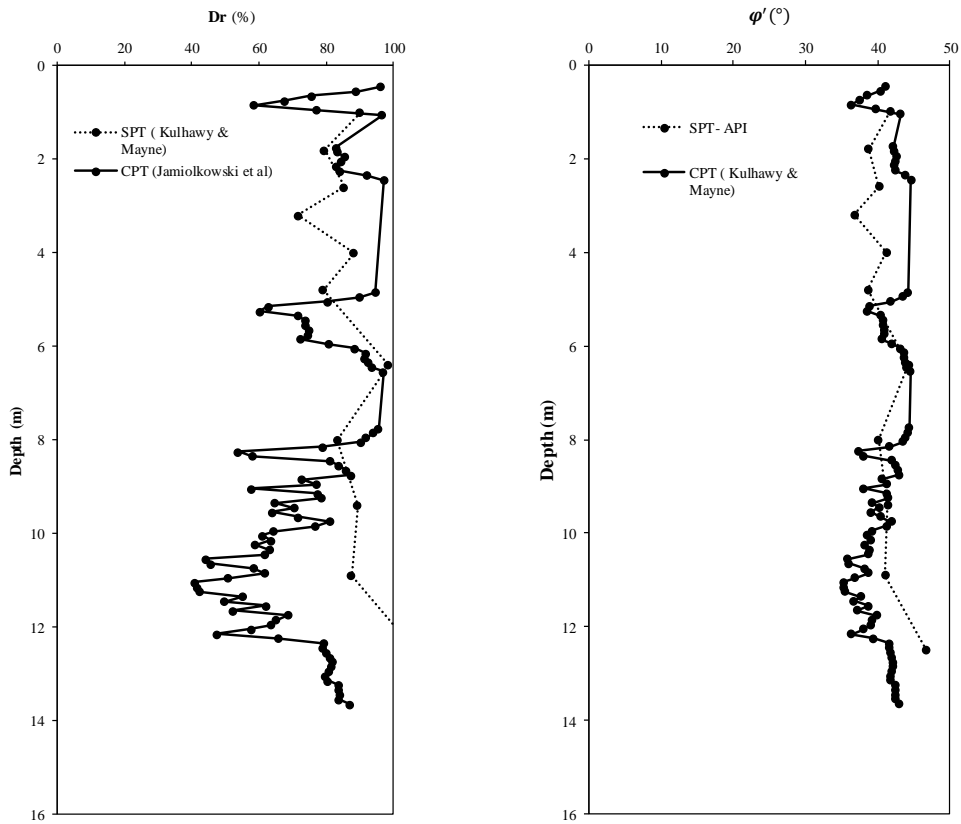 Dr (%)
0 20 40 60 80 100
0
2
4
6
8
10
12
14
16
Depth (m)
SPT ( Kulhawy &
Mayne)
CPT (Jamiolkowski et al)
φ′(°)
0 10 20 30 40 50
0
2
4
6
8
10
12
14
16
Depth (m)
SPT- API
CPT ( Kulhawy &
Mayne)